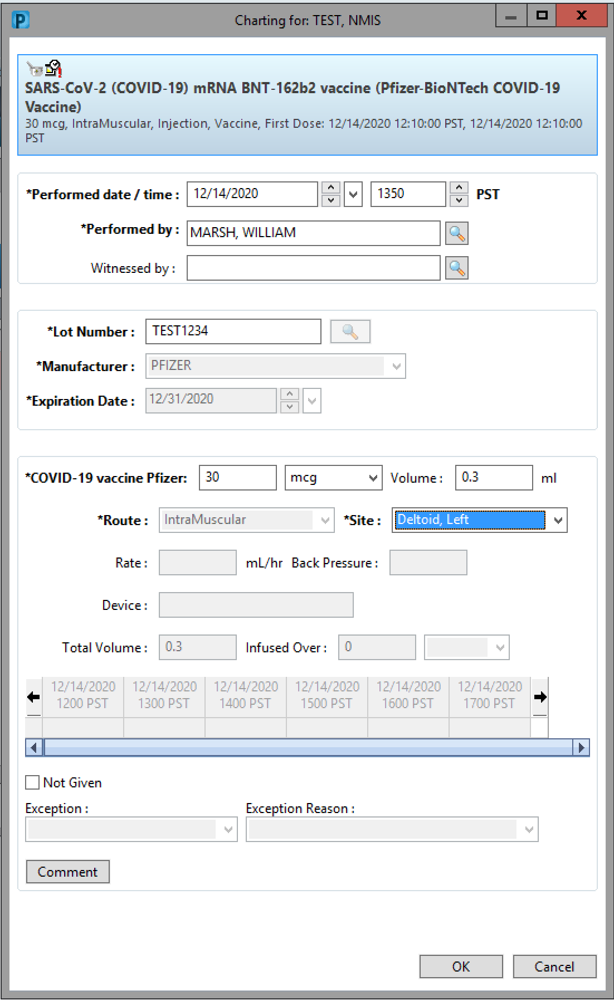 P
Charting for: TEST, NMIS
X
SARS-CoV-2 (COVID-19) mRNA BNT-162b2 vaccine (Pfizer-BioNTech COVID-19
Vaccine)
30 mcg, IntraMuscular, Injection, Vaccine, First Dose: 12/14/2020 12:10:00 PST, 12/14/2020 12:10:00
PST
*Performed date / time : 12/14/2020 1350 PST
*Performed by : MARSH, WILLIAM
Witnessed by :
*Lot Number : TEST1234
*Manufacturer : PFIZER
*Expiration Date : 12/31/2020
*COVID-19 vaccine Pfizer: 30 mcg Volume : 0.3 ml
*Route : IntraMuscular *Site : Deltoid, Left
Rate : mL/hr Back Pressure :
Device :
Total Volume : 0.3 Infused Over : 0
12/14/2020 12/14/2020 12/14/2020 12/14/2020 12/14/2020 12/14/2020
1200 PST 1300 PST 1400 PST 1500 PST 1600 PST 1700 PST
Not Given
Exception : Exception Reason :
Comment
OK Cancel